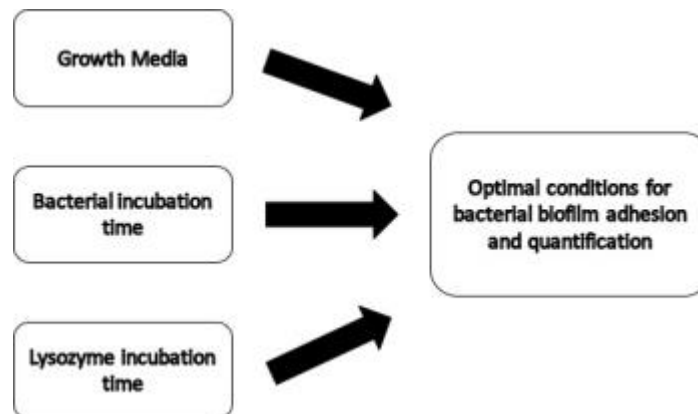 Growth Media
Bacterial incubation
time
Lysozyme incubation
time
Optimal conditions for
bacterial biofilm adhesion
and quantification